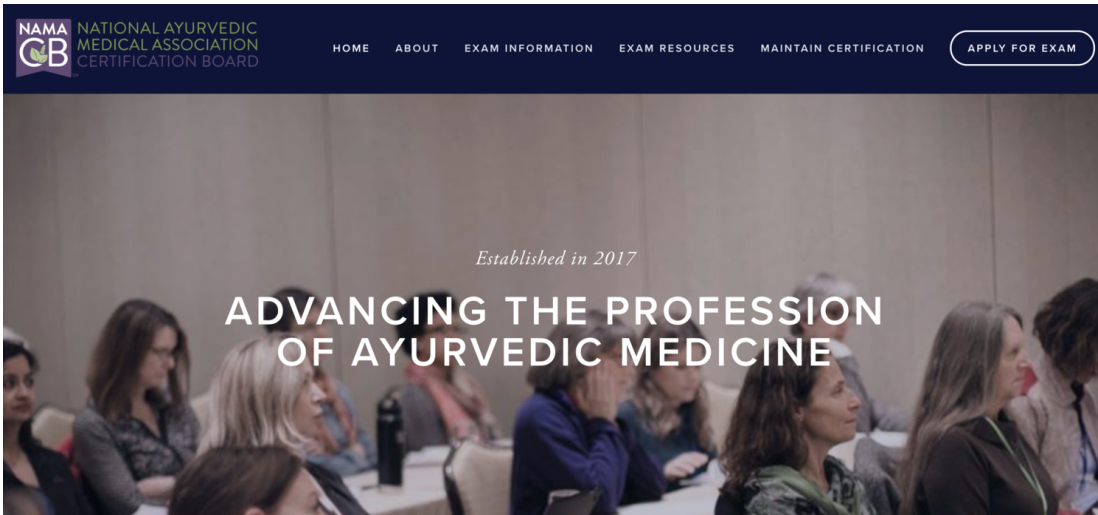 NAMA
CB
NATIONAL AYURVEDIC
MEDICAL ASSOCIATION
CERTIFICATION BOARD
HOME
ABOUT
EXAM INFORMATION
EXAM RESOURCES
MAINTAIN CERTIFICATION
APPLY FOR EXAM
Established in 2017
ADVANCING THE PROFESSION
OF AYURVEDIC MEDICINE